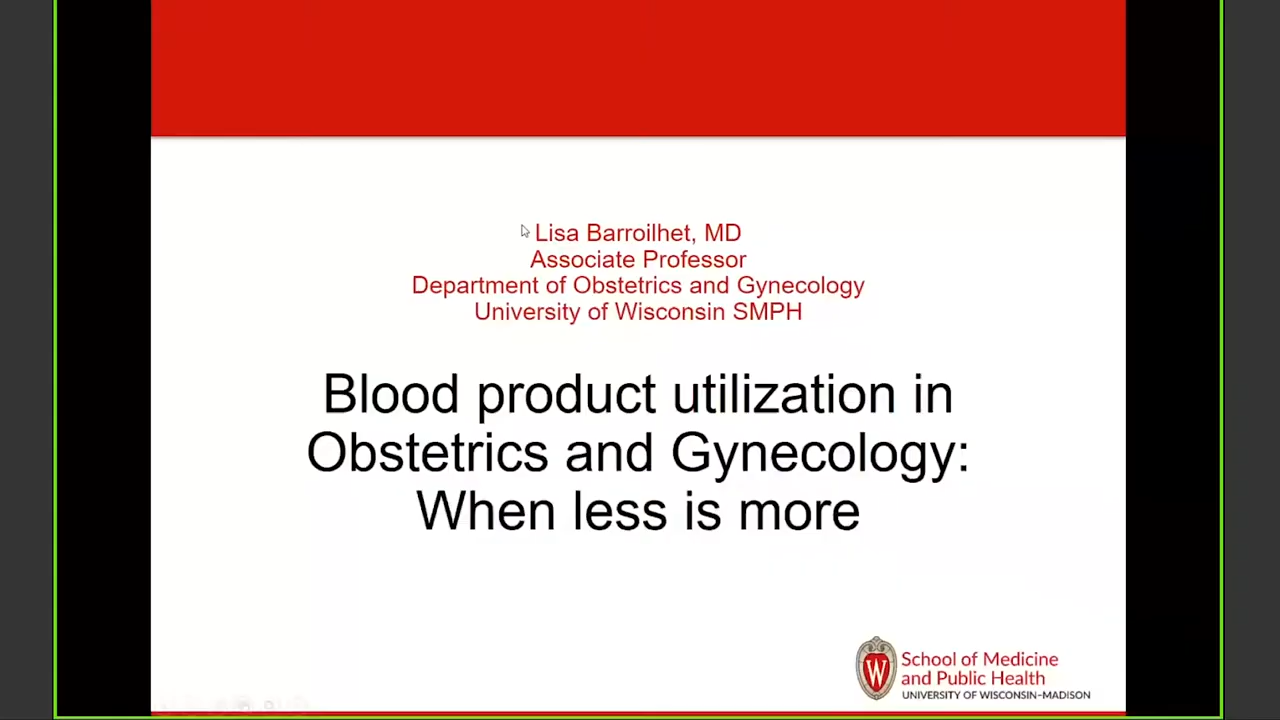 Lisa Barroilhet, MD
Associate Professor
Department of Obstetrics and Gynecology
University of Wisconsin SMPH
Blood product utilization in
Obstetrics and Gynecology:
When less is more
W
School of Medicine
and Public Health
UNIVERSITY OF WISCONSIN–MADISON